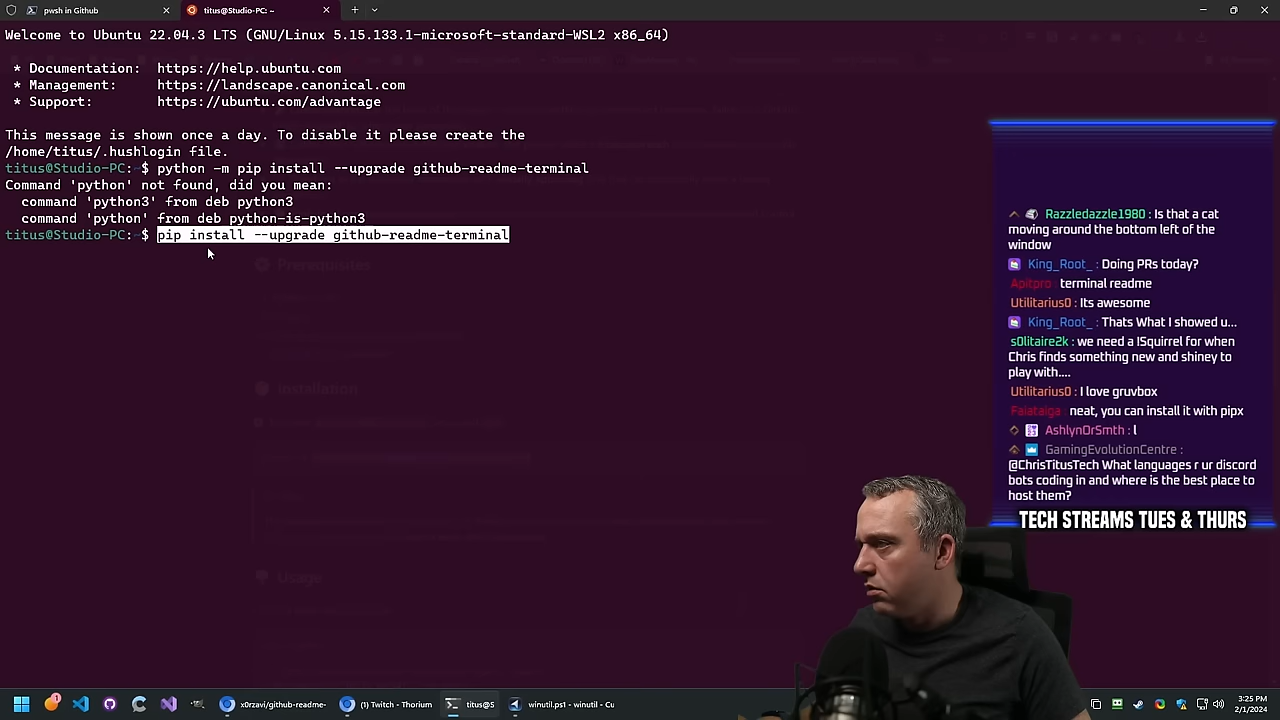 pwsh in Github
titus@Studio-PC: ~
Welcome to Ubuntu 22.04.3 LTS (GNU/Linux 5.15.133.1-microsoft-standard-WSL2 x86_64)
* Documentation:  https://help.ubuntu.com
* Management:     https://landscape.canonical.com
* Support:        https://ubuntu.com/advantage
This message is shown once a day. To disable it please create the
/home/titus/.hushlogin file.
titus@Studio-PC:~$ python -m pip install --upgrade github-readme-terminal
Command 'python' not found, did you mean:
command 'python3' from deb python3
command 'python' from deb python-is-python3
titus@Studio-PC:~$ pip install --upgrade github-readme-terminal
Prerequisites
Installation
Usage
Razzledazzle1980 : Is that a cat
moving around the bottom left of the
window
King_Root_ : Doing PRs today?
Apitpro : terminal readme
Utilitarius0 : Its awesome
King_Root_ : Thats What I showed u...
s0litaire2k : we need a !Squirrel for when
Chris finds something new and shiney to
play with....
Utilitarius0 : I love gruvbox
Falataiga : neat, you can install it with pipx
AshlynOrSmth : l
GamingEvolutionCentre :
@ChrisTitusTech What languages r ur discord
bots coding in and where is the best place to
host them?
TECH STREAMS TUES & THURS
x0rzavi/github-readme-
(1) Twitch - Thorium
titus@S
winutil.ps1 - winutil - Cu
3:25 PM
2/1/2024